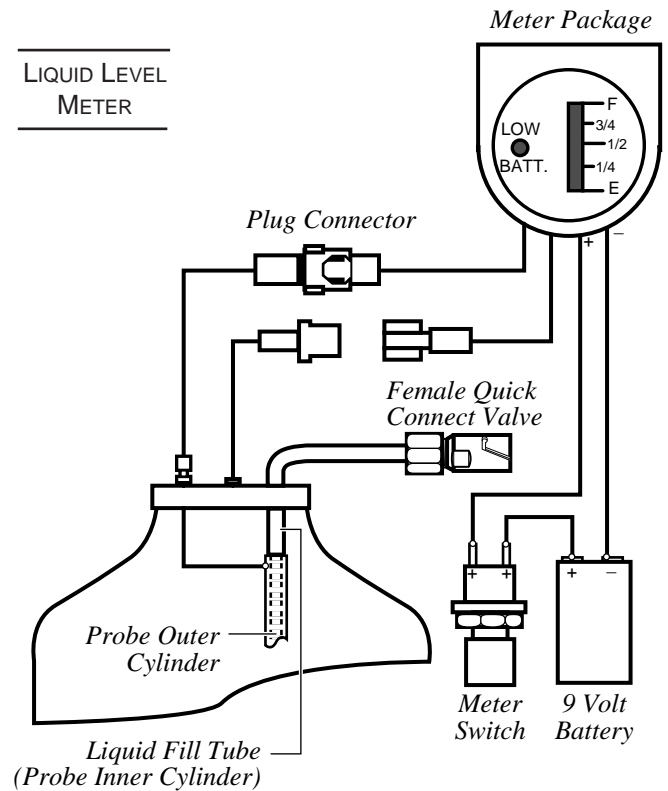 Meter Package
LIQUID LEVEL
METER
F
3/4
1/2
1/4
E
LOW
BATT.
+
−
Plug Connector
Female Quick
Connect Valve
+ +
+ −
Probe Outer
Cylinder
Meter
Switch
9 Volt
Battery
Liquid Fill Tube
(Probe Inner Cylinder)